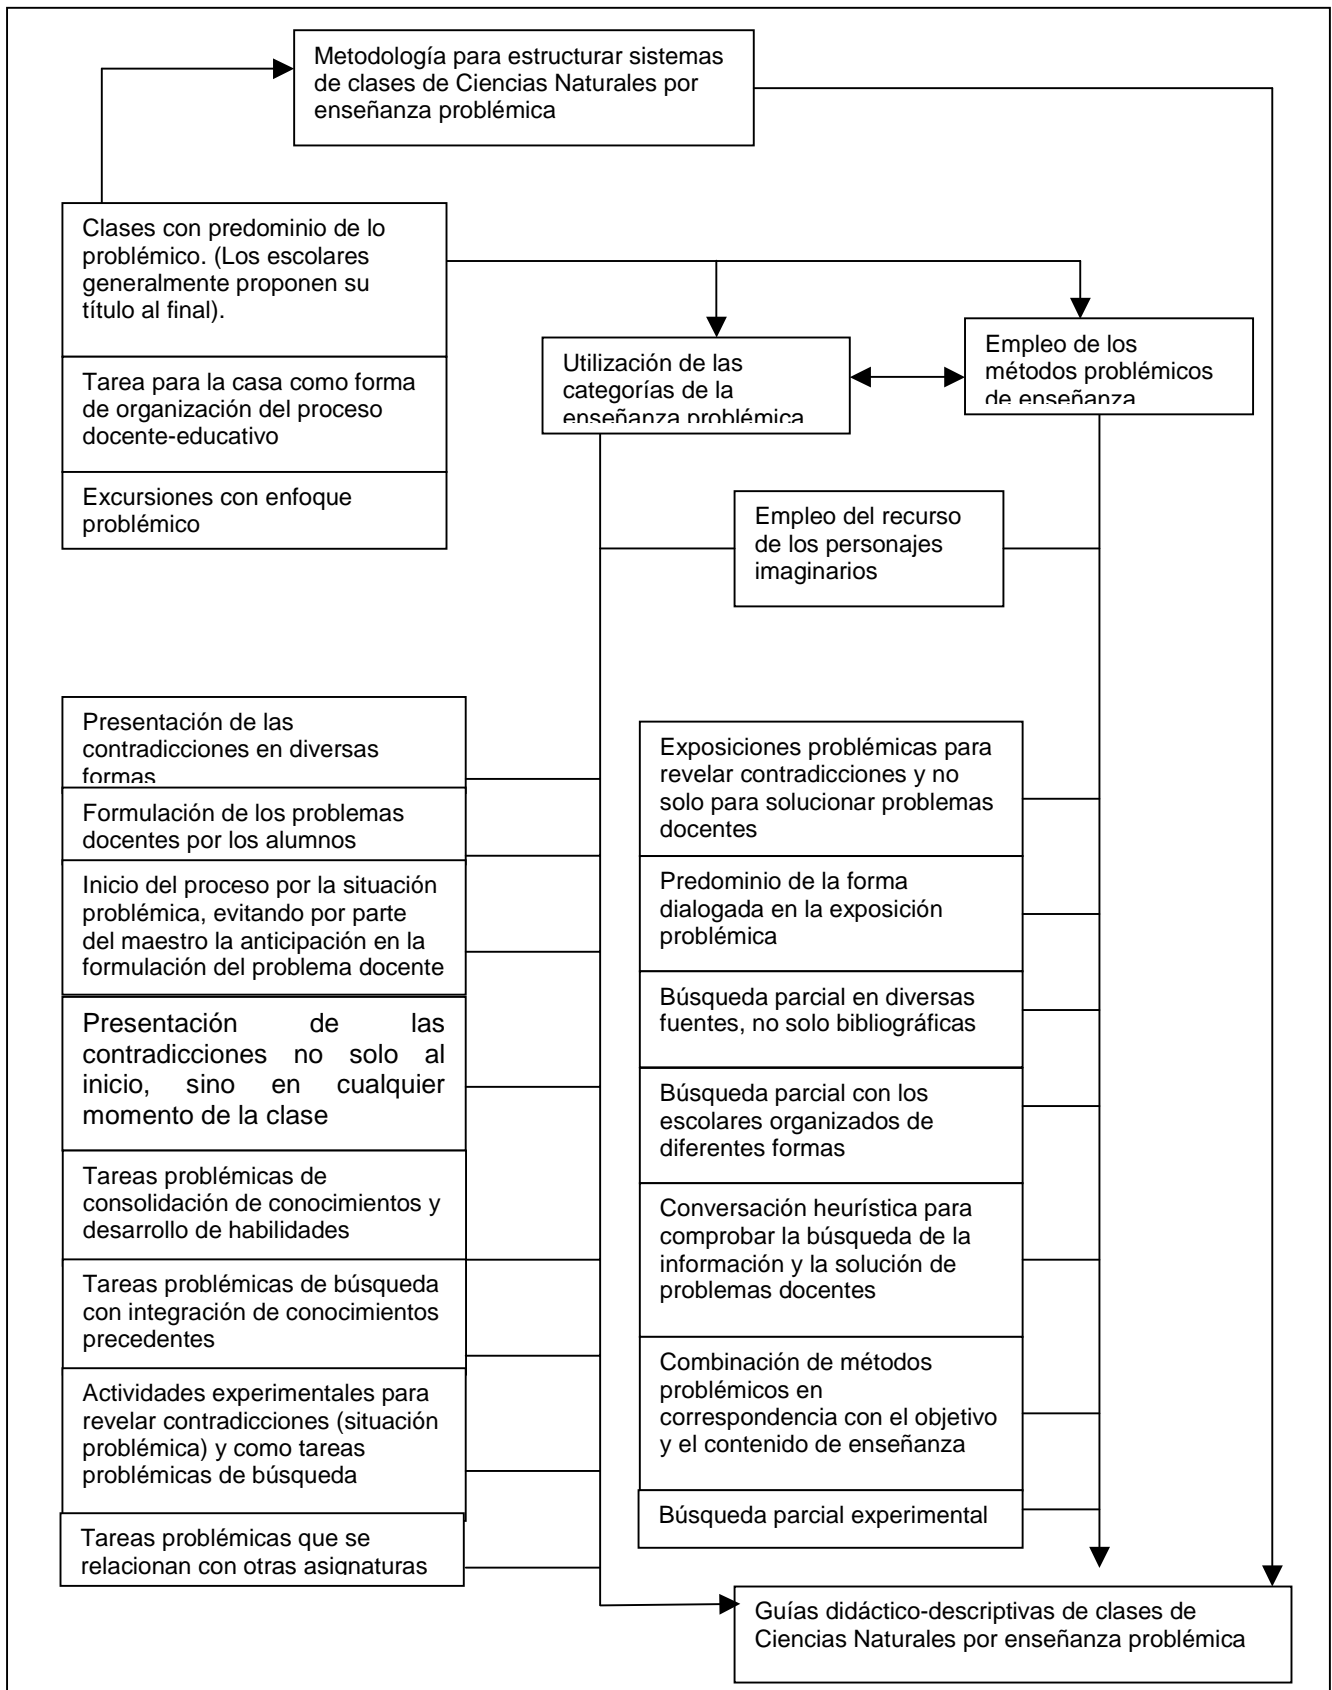 Metodología para estructurar sistemas
de clases de Ciencias Naturales por
enseñanza problémica
Clases con predominio de lo
problémico. (Los escolares
generalmente proponen su
título al final).
Tarea para la casa como forma
de organización del proceso
docente-educativo
Excursiones con enfoque
problémico
Utilización de las
categorías de la
enseñanza problémica
Empleo de los
métodos problémicos
de enseñanza
Empleo del recurso
de los personajes
imaginarios
Presentación de las
contradicciones en diversas
formas
Formulación de los problemas
docentes por los alumnos
Inicio del proceso por la situación
problémica, evitando por parte
del maestro la anticipación en la
formulación del problema docente
Presentación de las
contradicciones no solo al
inicio, sino en cualquier
momento de la clase
Tareas problémicas de
consolidación de conocimientos y
desarrollo de habilidades
Tareas problémicas de búsqueda
con integración de conocimientos
precedentes
Actividades experimentales para
revelar contradicciones (situación
problémica) y como tareas
problémicas de búsqueda
Tareas problémicas que se
relacionan con otras asignaturas
Exposiciones problémicas para
revelar contradicciones y no
solo para solucionar problemas
docentes
Predominio de la forma
dialogada en la exposición
problémica
Búsqueda parcial en diversas
fuentes, no solo bibliográficas
Búsqueda parcial con los
escolares organizados de
diferentes formas
Conversación heurística para
comprobar la búsqueda de la
información y la solución de
problemas docentes
Combinación de métodos
problémicos en
correspondencia con el objetivo
y el contenido de enseñanza
Búsqueda parcial experimental
Guías didáctico-descriptivas de clases de
Ciencias Naturales por enseñanza problémica